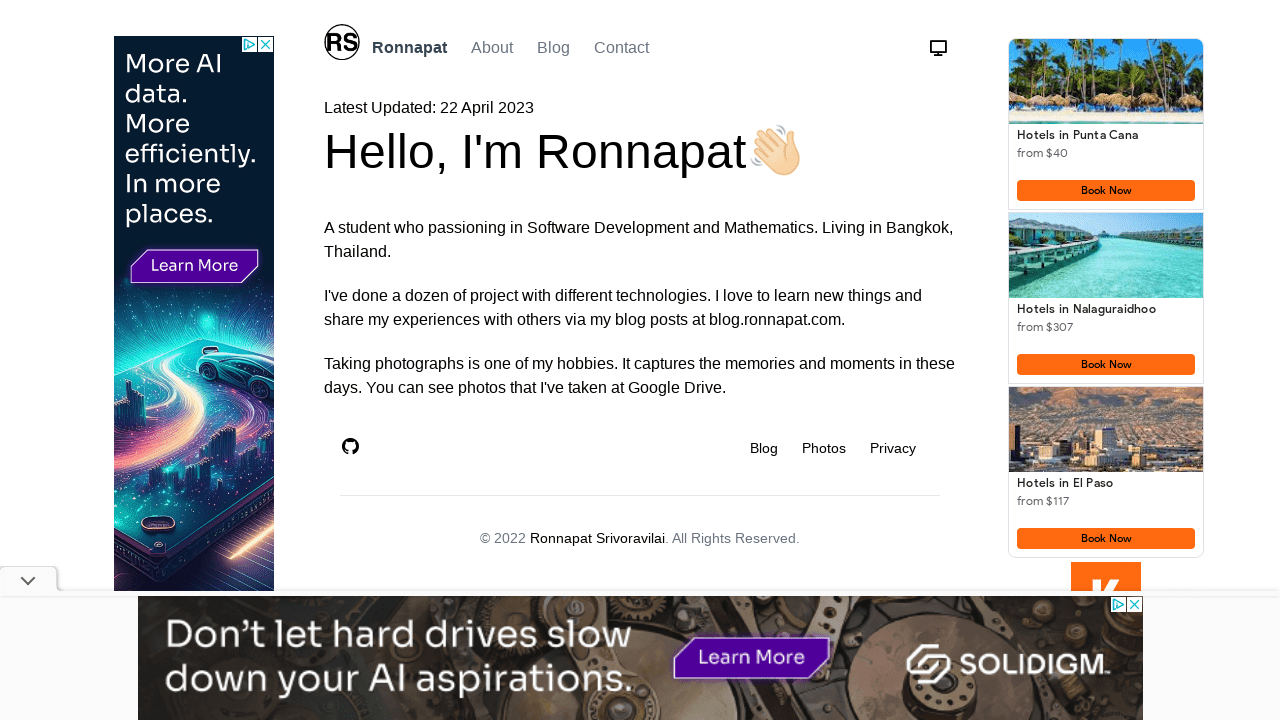 RS
Ronnapat
About
Blog
Contact
Latest Updated: 22 April 2023
Hello, I'm Ronnapat👋🏻
A student who passioning in Software Development and Mathematics. Living in Bangkok,
Thailand.
I've done a dozen of project with different technologies. I love to learn new things and
share my experiences with others via my blog posts at blog.ronnapat.com.
Taking photographs is one of my hobbies. It captures the memories and moments in these
days. You can see photos that I've taken at Google Drive.
Blog
Photos
Privacy
© 2022 Ronnapat Srivoravilai. All Rights Reserved.
More AI
data.
More
efficiently.
In more
places.
Learn More
Hotels in Punta Cana
from $40
Book Now
Hotels in Nalaguraidhoo
from $307
Book Now
Hotels in El Paso
from $117
Book Now
Don't let hard drives slow
down your AI aspirations.
Learn More
SOLIDIGM